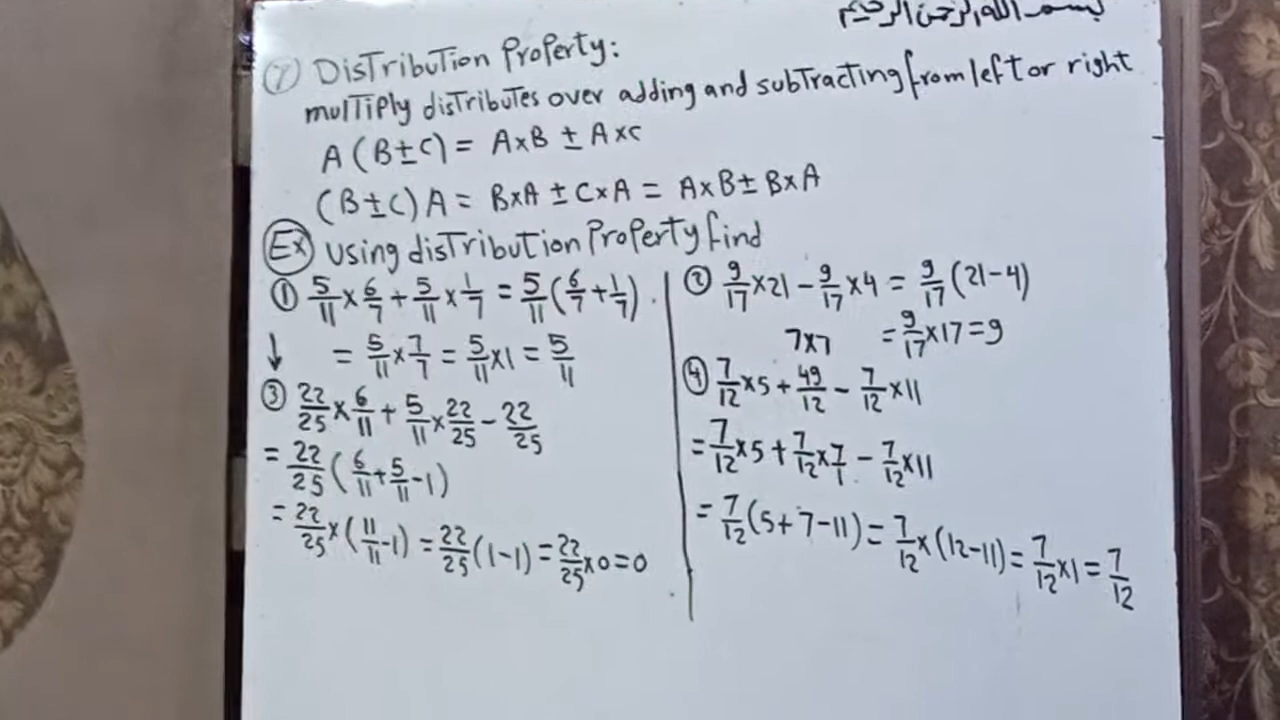 بسم الله الرحمن الرحيم
⑦ Distribution Property:
multiply distributes over adding and subtracting from left or right
A (B±C) = A×B ± A×C
(B±C) A = B×A ± C×A = A×B ± B×A
Ex Using distribution Property find
① 5/11 × 6/7 + 5/11 × 1/7 = 5/11 (6/7 + 1/7).
↓ = 5/11 × 7/7 = 5/11 × 1 = 5/11
③ 22/25 × 6/11 + 5/11 × 22/25 - 22/25
= 22/25 (6/11 + 5/11 - 1)
= 22/25 × (11/11 - 1) = 22/25 (1-1) = 22/25 × 0 = 0
② 9/17 × 21 - 9/17 × 4 = 9/17 (21-4)
= 9/17 × 17 = 9
7×7
④ 7/12 × 5 + 49/12 - 7/12 × 11
= 7/12 × 5 + 7/12 × 7/1 - 7/12 × 11
= 7/12 (5+7-11) = 7/12 × (12-11) = 7/12 × 1 = 7/12